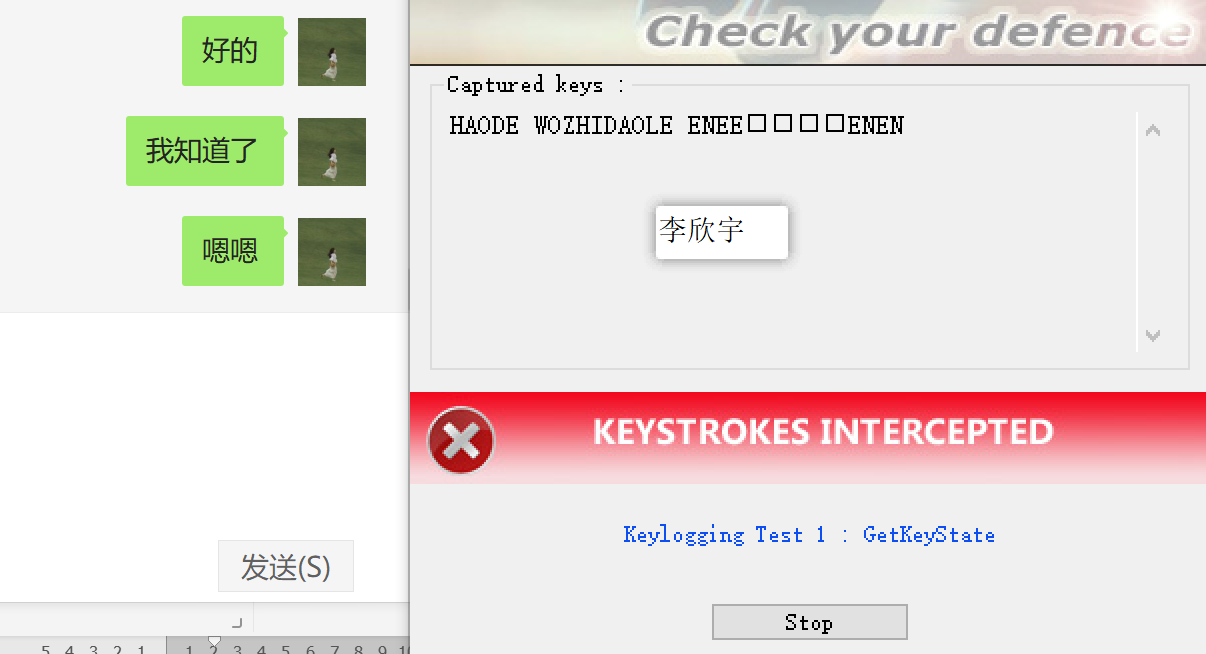 好的
我知道了
嗯嗯
发送(S)
5 4 3 2 1 1 2 3 4 5 6 7 8 9 10
Check your defence
Captured keys :
HAODE WOZHIDAOLE ENEE□□□□ENEN
李欣宇
KEYSTROKES INTERCEPTED
Keylogging Test 1 : GetKeyState
Stop